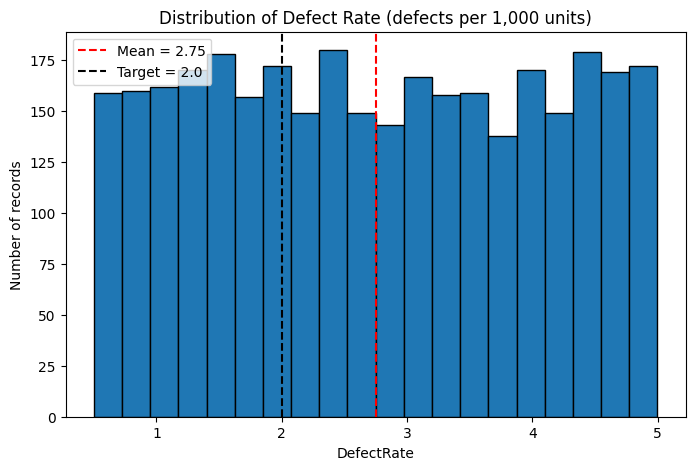 Distribution of Defect Rate (defects per 1,000 units)
Mean = 2.75
Target = 2.0
Number of records
175
150
125
100
75
50
25
0
1 2 3 4 5
DefectRate